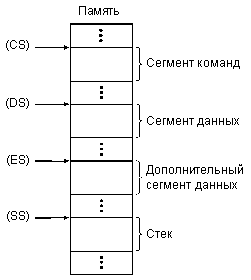 Память
(CS)
Сегмент команд
(DS)
Сегмент данных
(ES)
Дополнительный
сегмент данных
(SS)
Стек